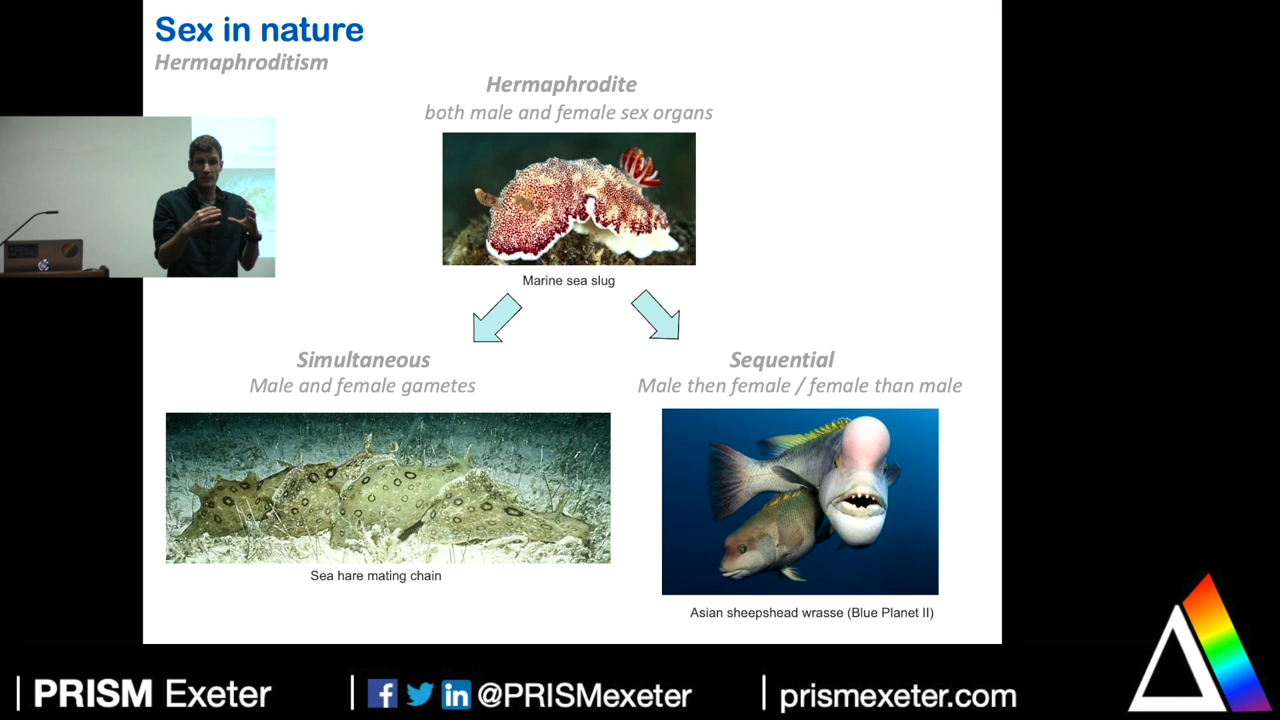 Sex in nature
Hermaphroditism
Hermaphrodite
both male and female sex organs
Marine sea slug
Simultaneous
Male and female gametes
Sequential
Male then female / female than male
Sea hare mating chain
Asian sheepshead wrasse (Blue Planet II)
| PRISM Exeter | @PRISMexeter | prismexeter.com